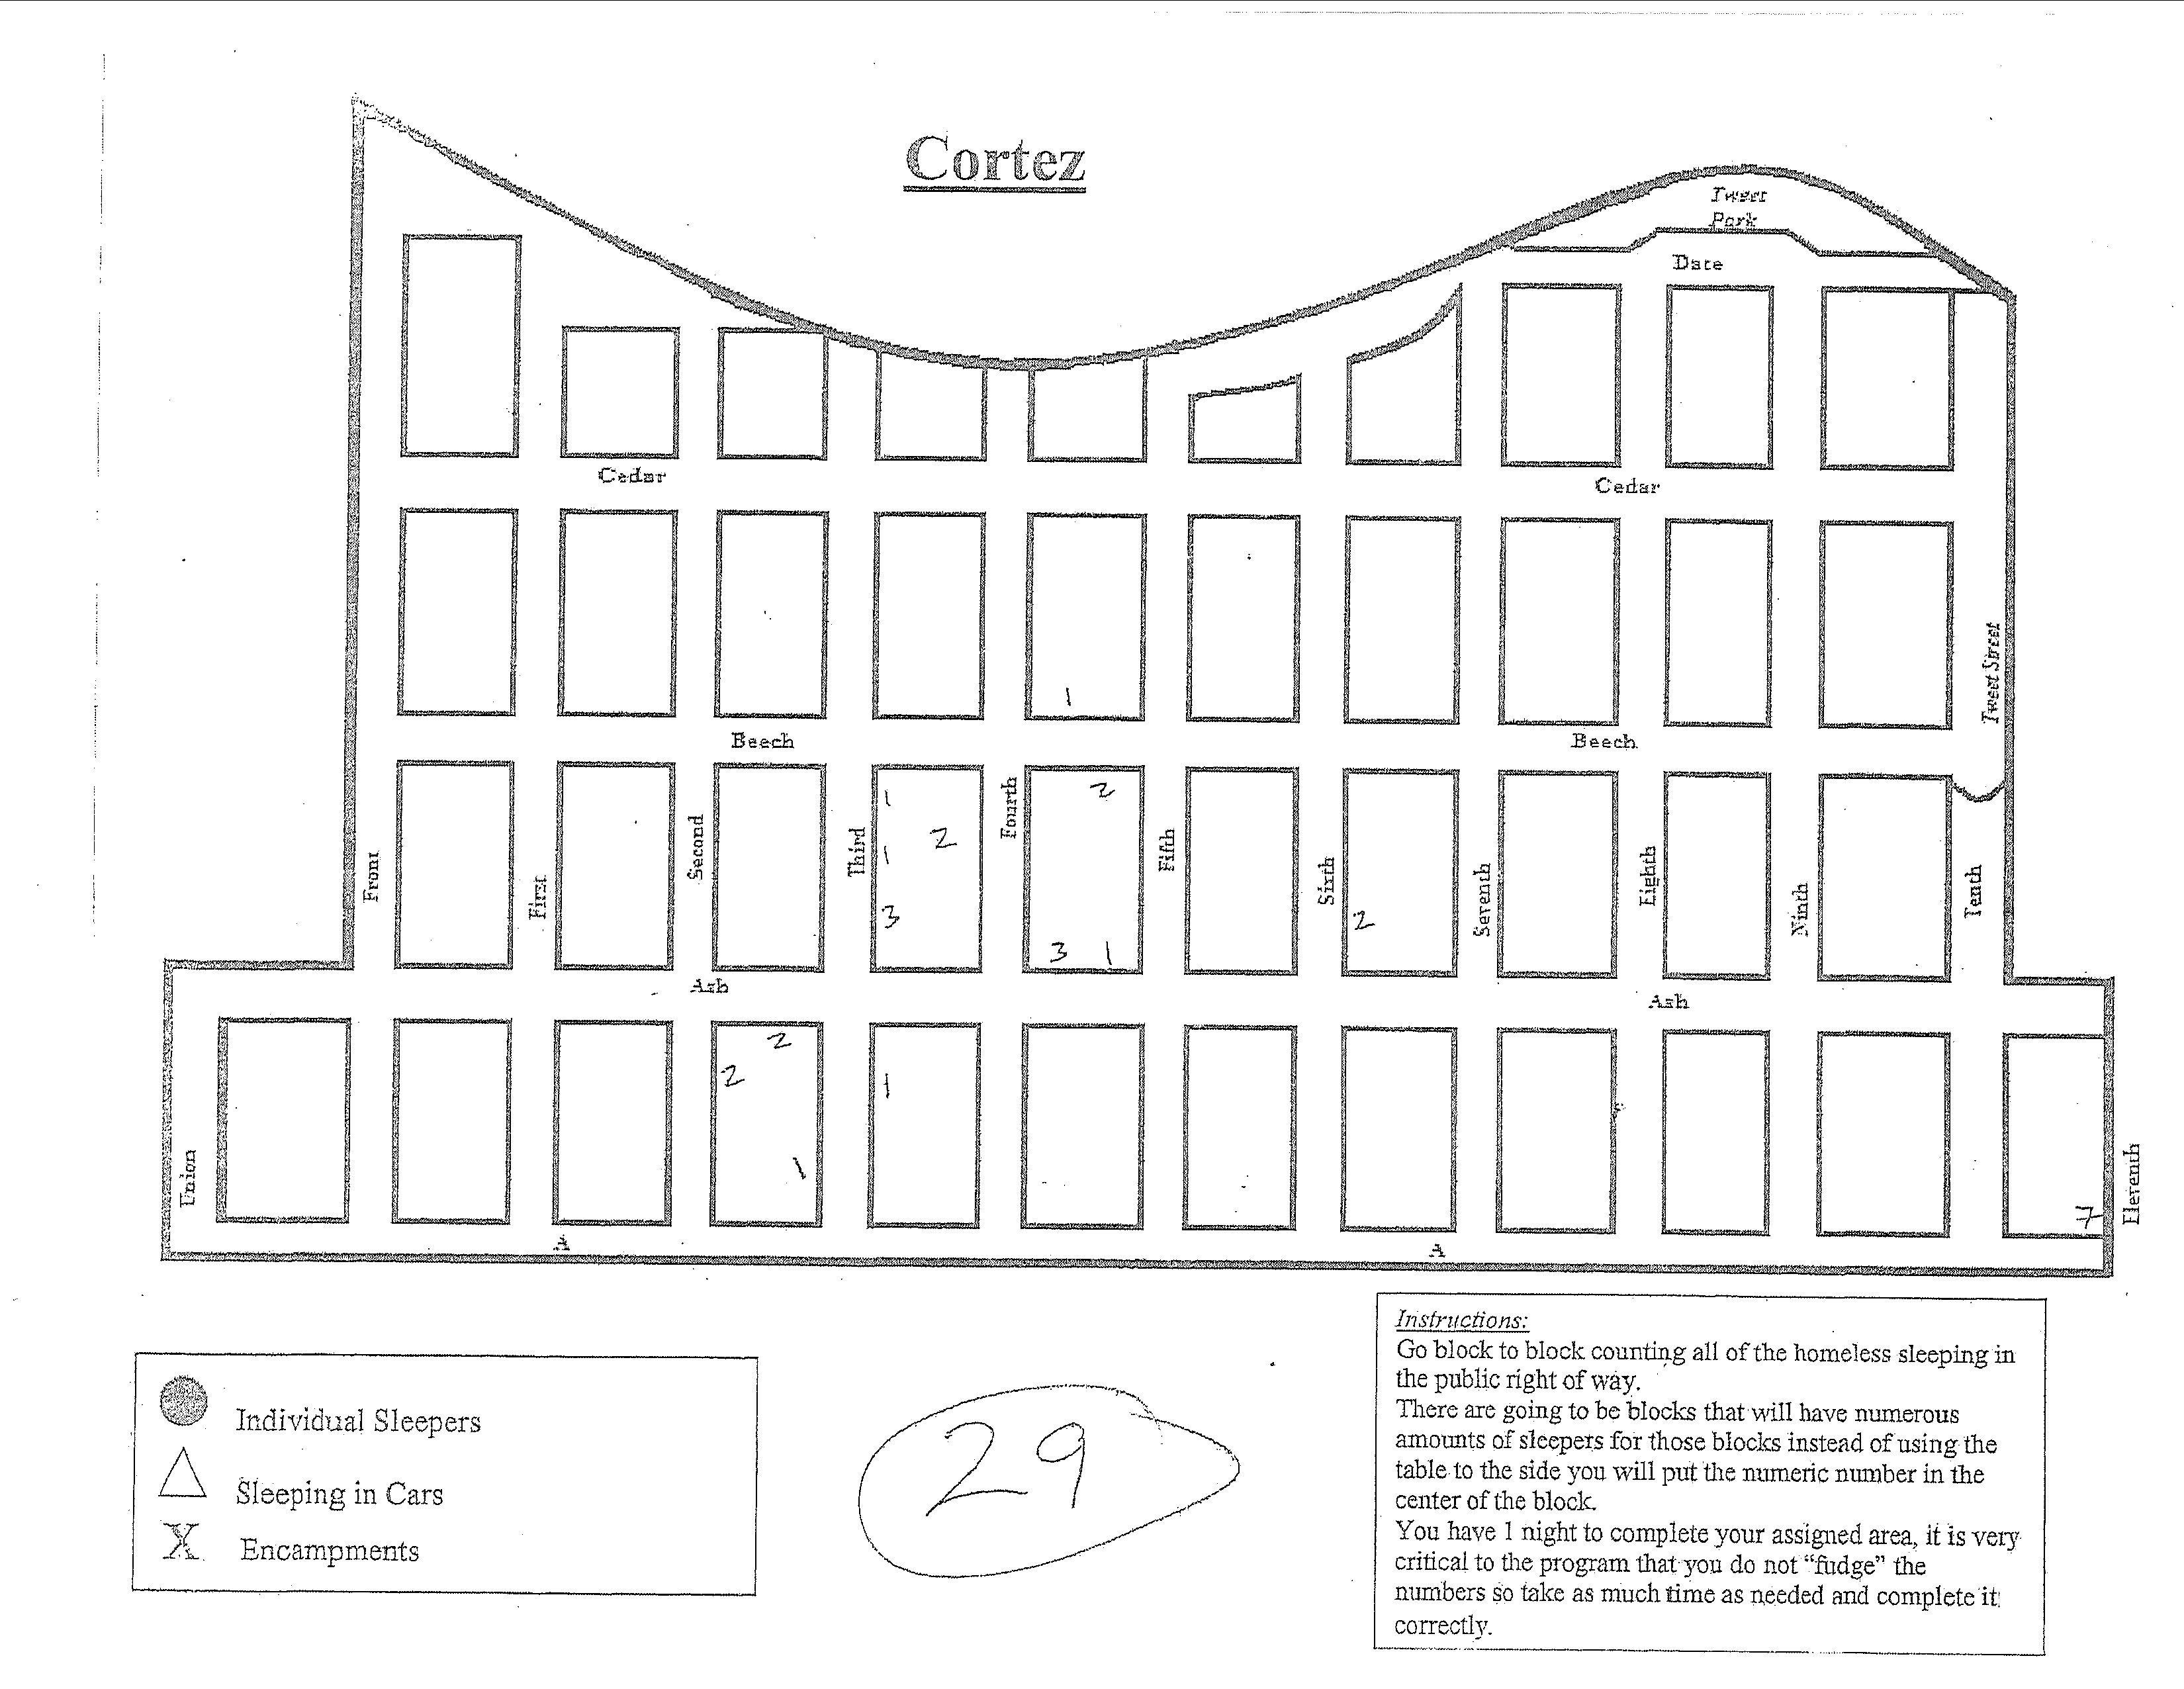 Cortez
Tweet
Park
Date
Cedar
Cedar
Tweet Street
1
Beech
Beech
1
2
1
2
3
2
3 1
2
Front
First
Second
Third
Fourth
Fifth
Sixth
Seventh
Eighth
Ninth
Tenth
Ash
Ash
2
2
1
1
7
Union
Eleventh
A
A
Individual Sleepers
Sleeping in Cars
X Encampments
29
Instructions:
Go block to block counting all of the homeless sleeping in
the public right of way.
There are going to be blocks that will have numerous
amounts of sleepers for those blocks instead of using the
table to the side you will put the numeric number in the
center of the block.
You have 1 night to complete your assigned area, it is very
critical to the program that you do not “fudge” the
numbers so take as much time as needed and complete it
correctly.